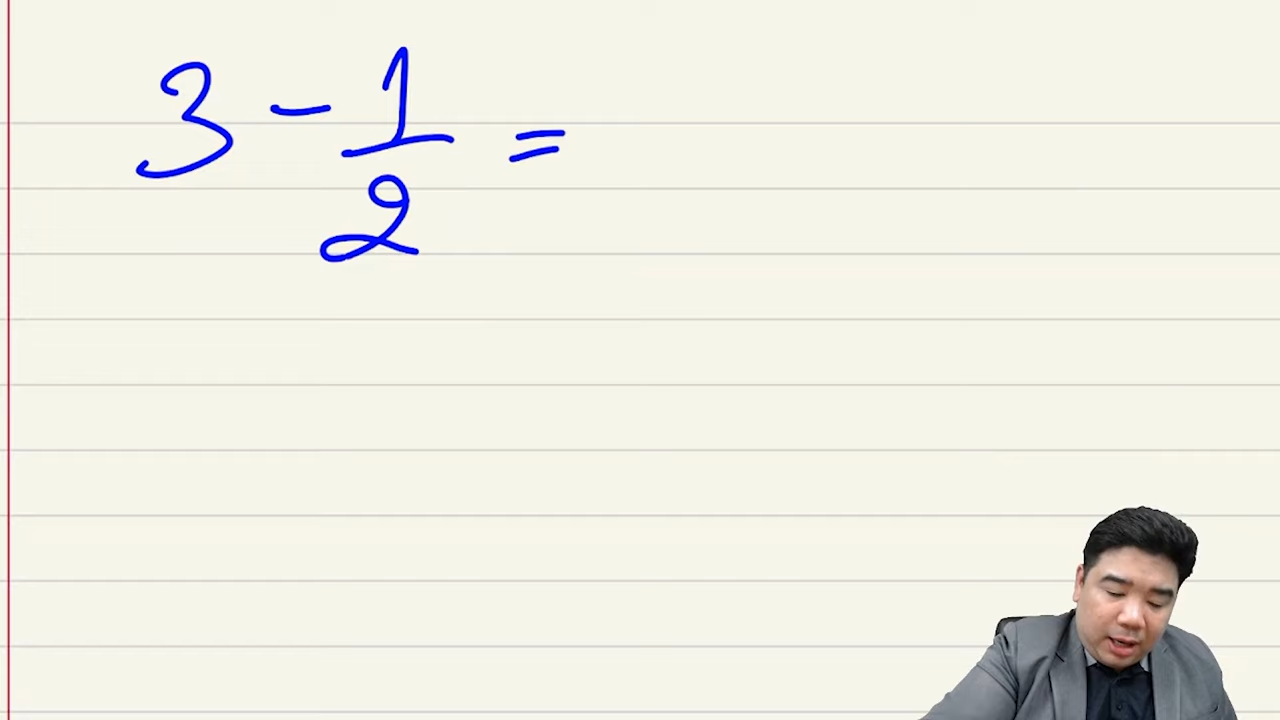 3 - 1/2 =